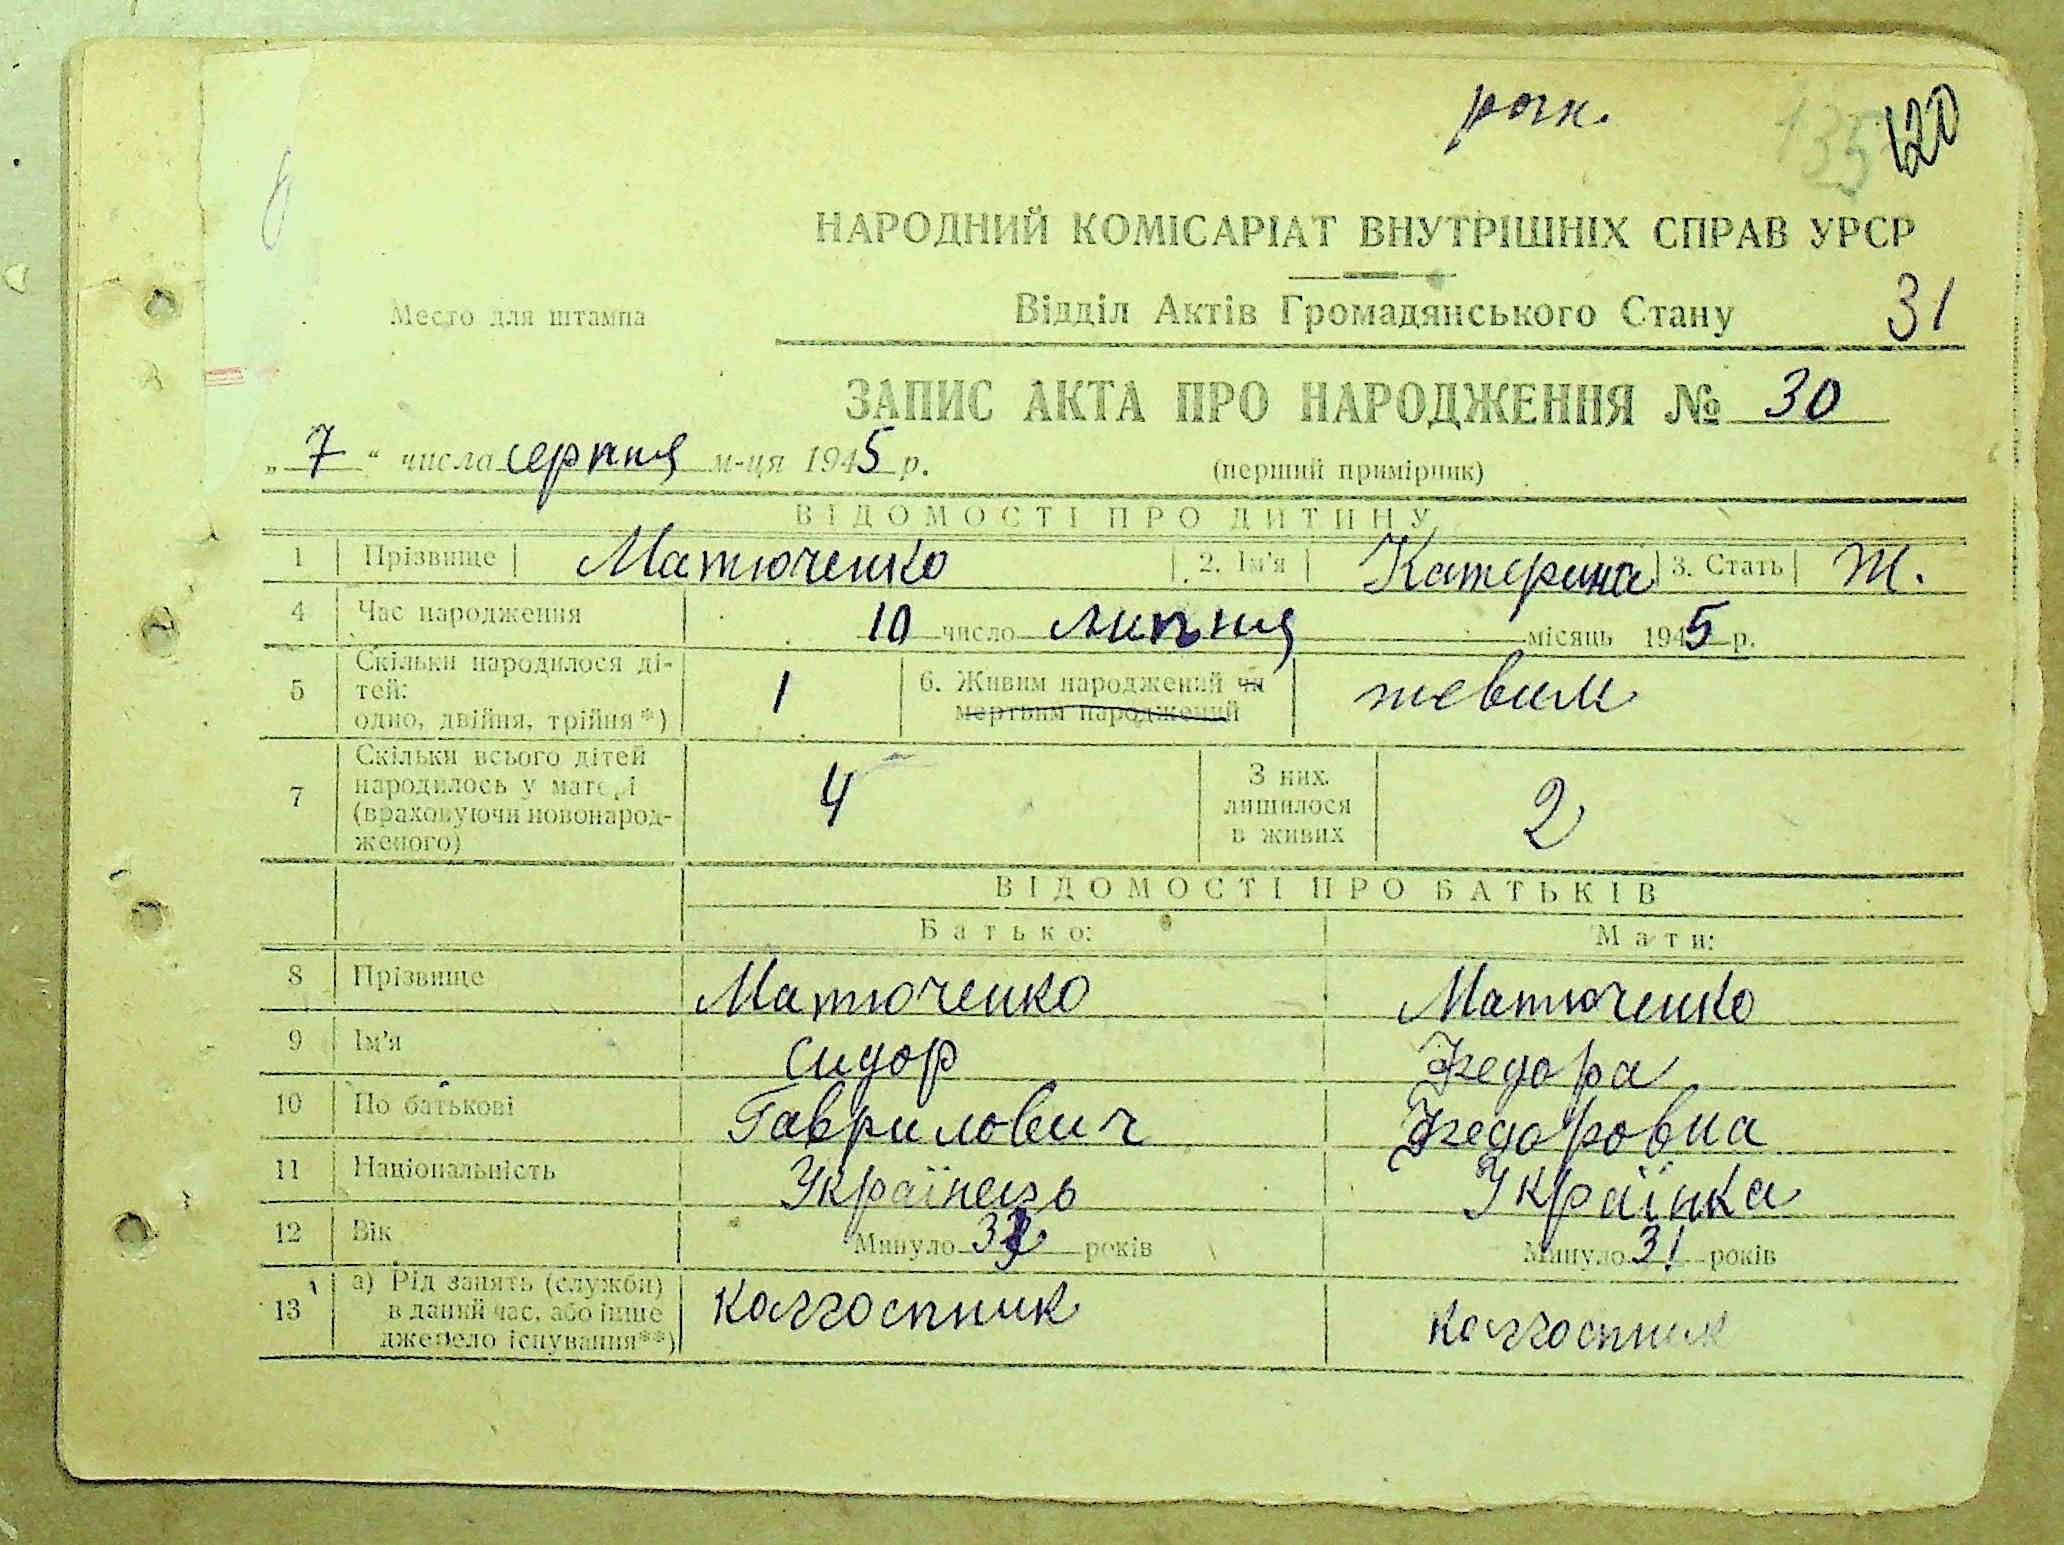 120
135
НАРОДНИЙ КОМІСАРІАТ ВНУТРІШНІХ СПРАВ УРСР
Место для штампа
Відділ Актів Громадянського Стану 31
ЗАПИС АКТА ПРО НАРОДЖЕННЯ № 30
„ 7 “ числа серпня м-ця 1945 р. (перший примірник)
ВІДОМОСТІ ПРО ДИТИНУ
1 Прізвище Матюченко 2. Ім'я Катерина 3. Стать Ж.
4 Час народження 10 число липня місяць 1945 р.
5 Скільки народилося ді-
тей:
одно, двійня, трійня*) 1 6. Живим народжений чи
мертвим народжений живим
7 Скільки всього дітей
народилось у матері
(враховуючи новонарод-
женого) 4 З них
лишилося
в живих 2
ВІДОМОСТІ ПРО БАТЬКІВ
Батько: Мати:
8 Прізвище Матюченко Матюченко
9 Ім'я Сидор Федора
10 По батькові Гаврилович Федоровна
11 Національність Українець Українка
12 Вік Минуло років Минуло 31 років
13 а) Рід занять (служби)
в даний час, або інше
джерело існування**) колгоспник колгоспник